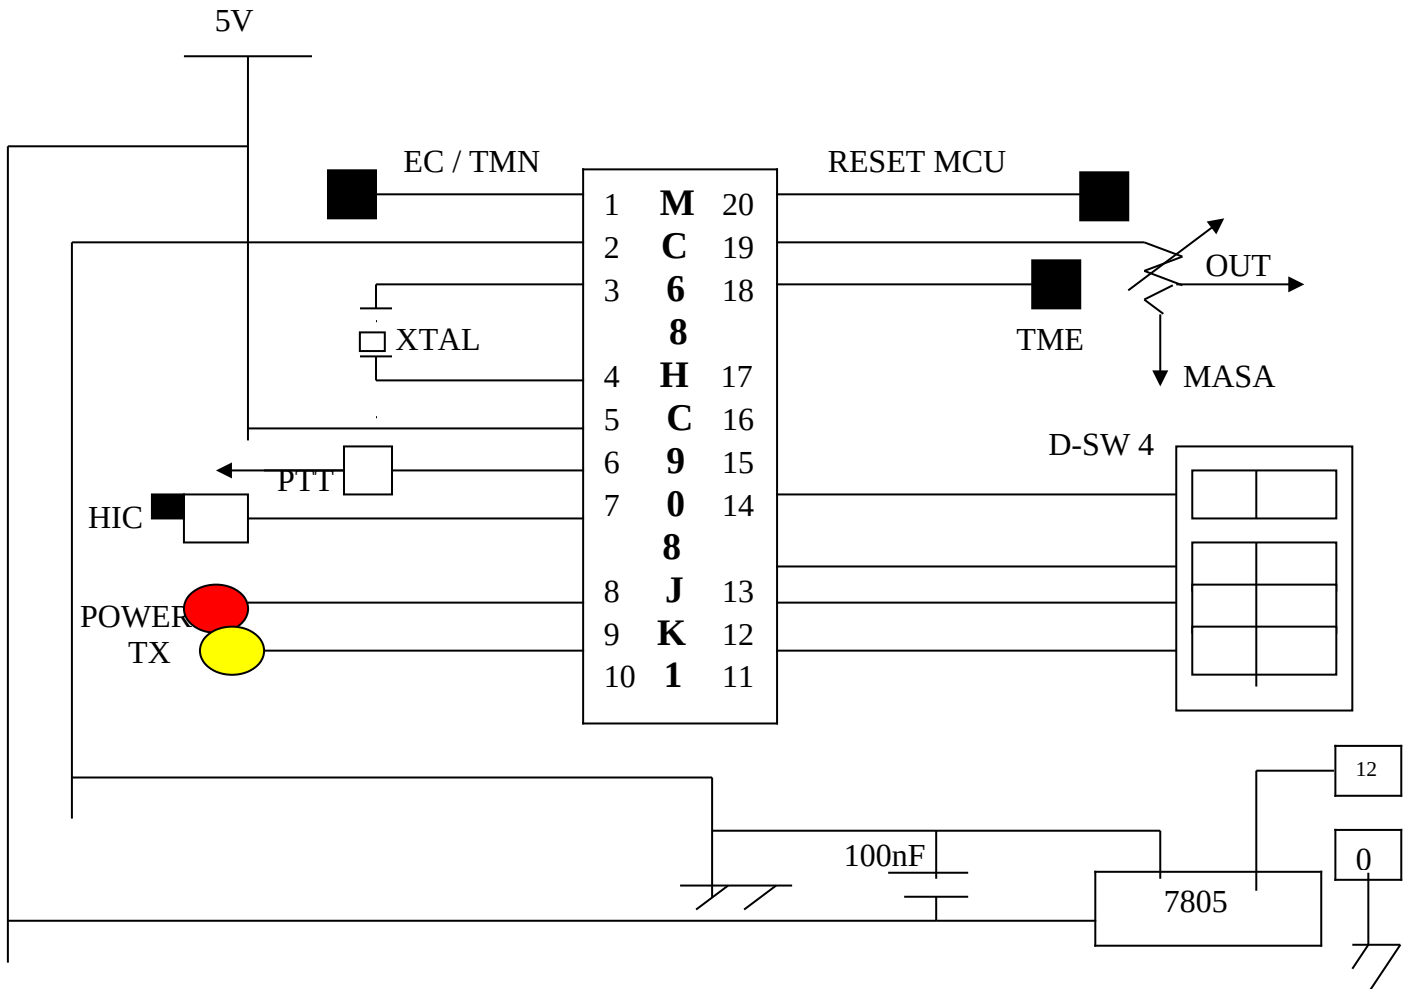 5V
EC / TMN
RESET MCU
1 M 20
2 C 19
OUT
3 6 18
8
XTAL
TME
4 H 17
MASA
5 C 16
D-SW 4
6 9 15
PTT
7 0 14
HIC
8
8 J 13
POWER
9 K 12
TX
10 1 11
12
100nF
0
7805